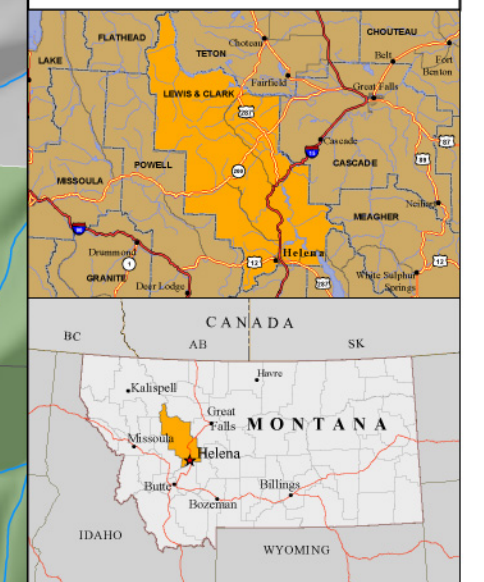 FLATHEAD
CHOUTEAU
TETON
Choteau
LAKE
Belt
Fort
Benton
Fairfield
Great Falls
LEWIS & CLARK
287
87
Cascade
15
89
POWELL
CASCADE
200
MISSOULA
MEAGHER
Neihart
90
Drummond
Helena
12
12
1
GRANITE
White Sulphur
Springs
Deer Lodge
287
CANADA
BC
AB
SK
Havre
Kalispell
Great
Falls
MONTANA
Missoula
Helena
Butte
Billings
Bozeman
IDAHO
WYOMING